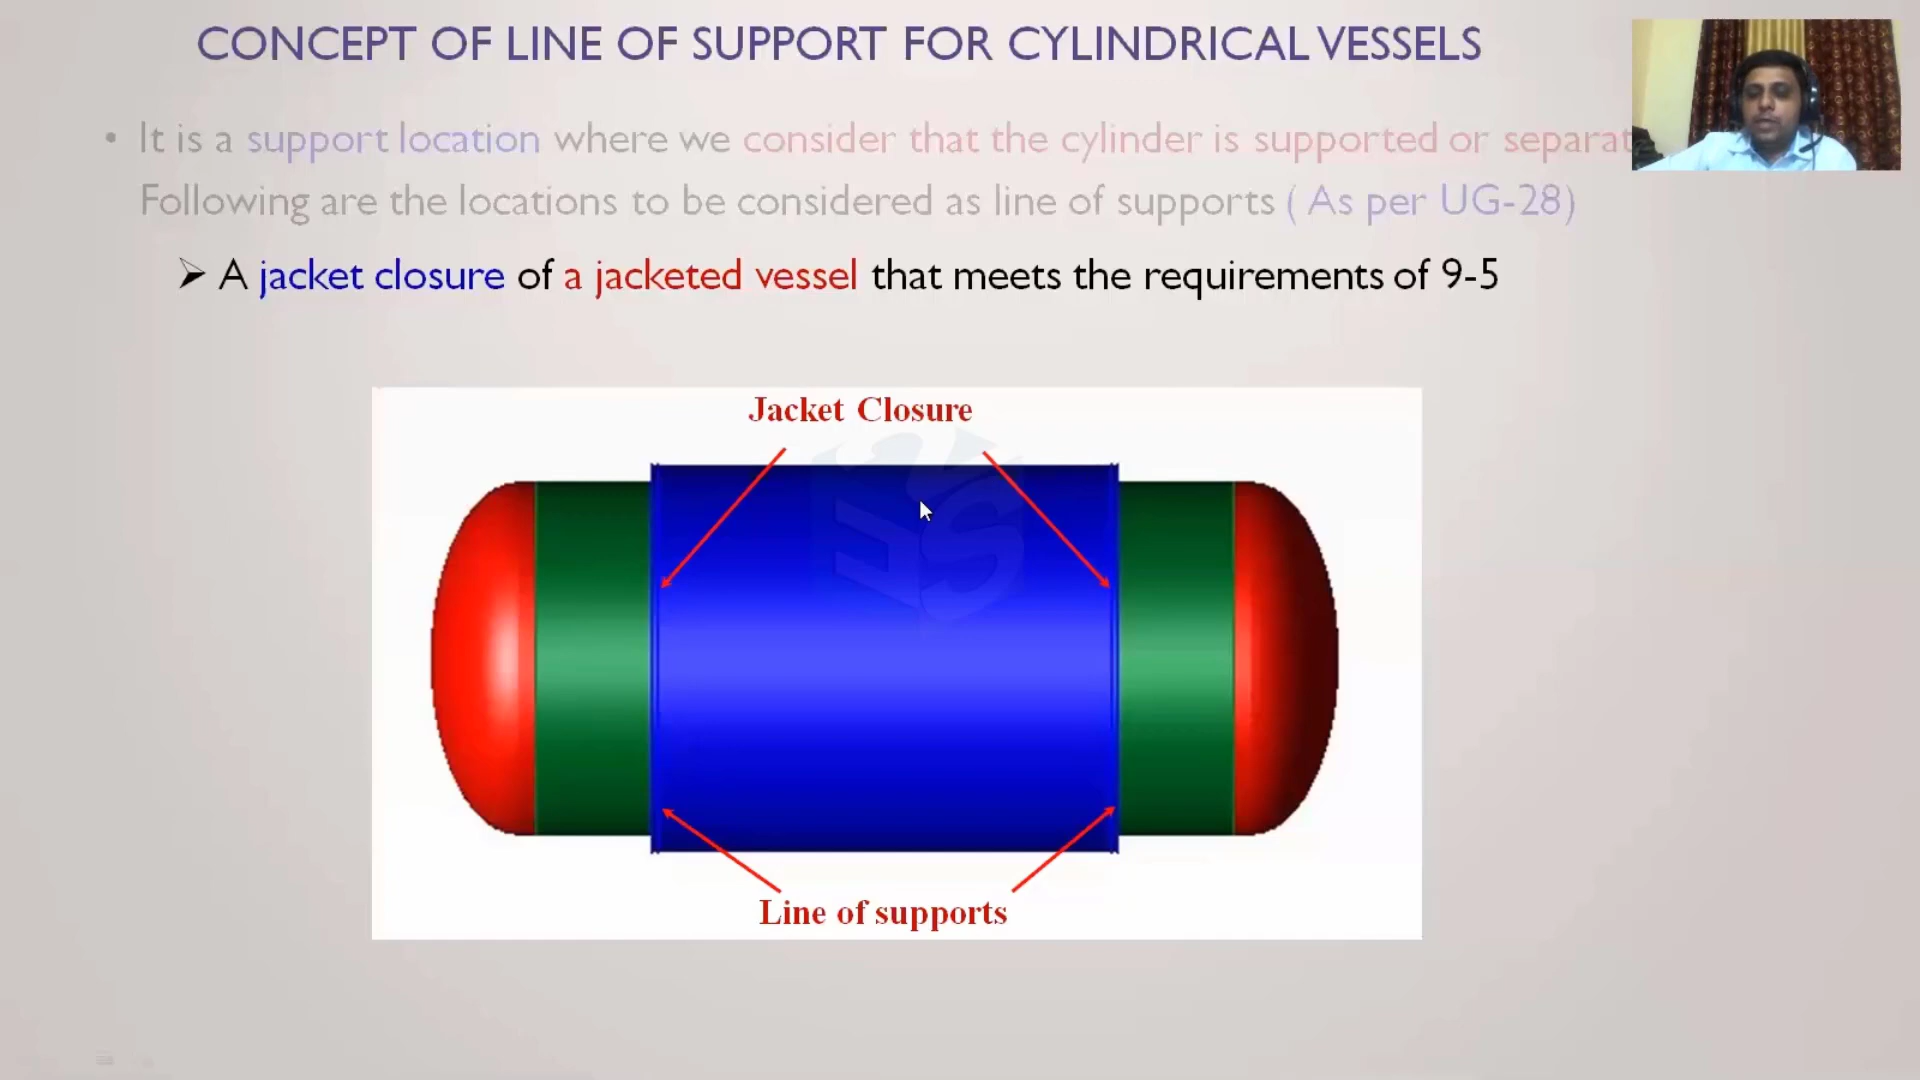 CONCEPT OF LINE OF SUPPORT FOR CYLINDRICAL VESSELS
• It is a support location where we consider that the cylinder is supported or separat
Following are the locations to be considered as line of supports ( As per UG-28)
➢ A jacket closure of a jacketed vessel that meets the requirements of 9-5
Jacket Closure
Line of supports